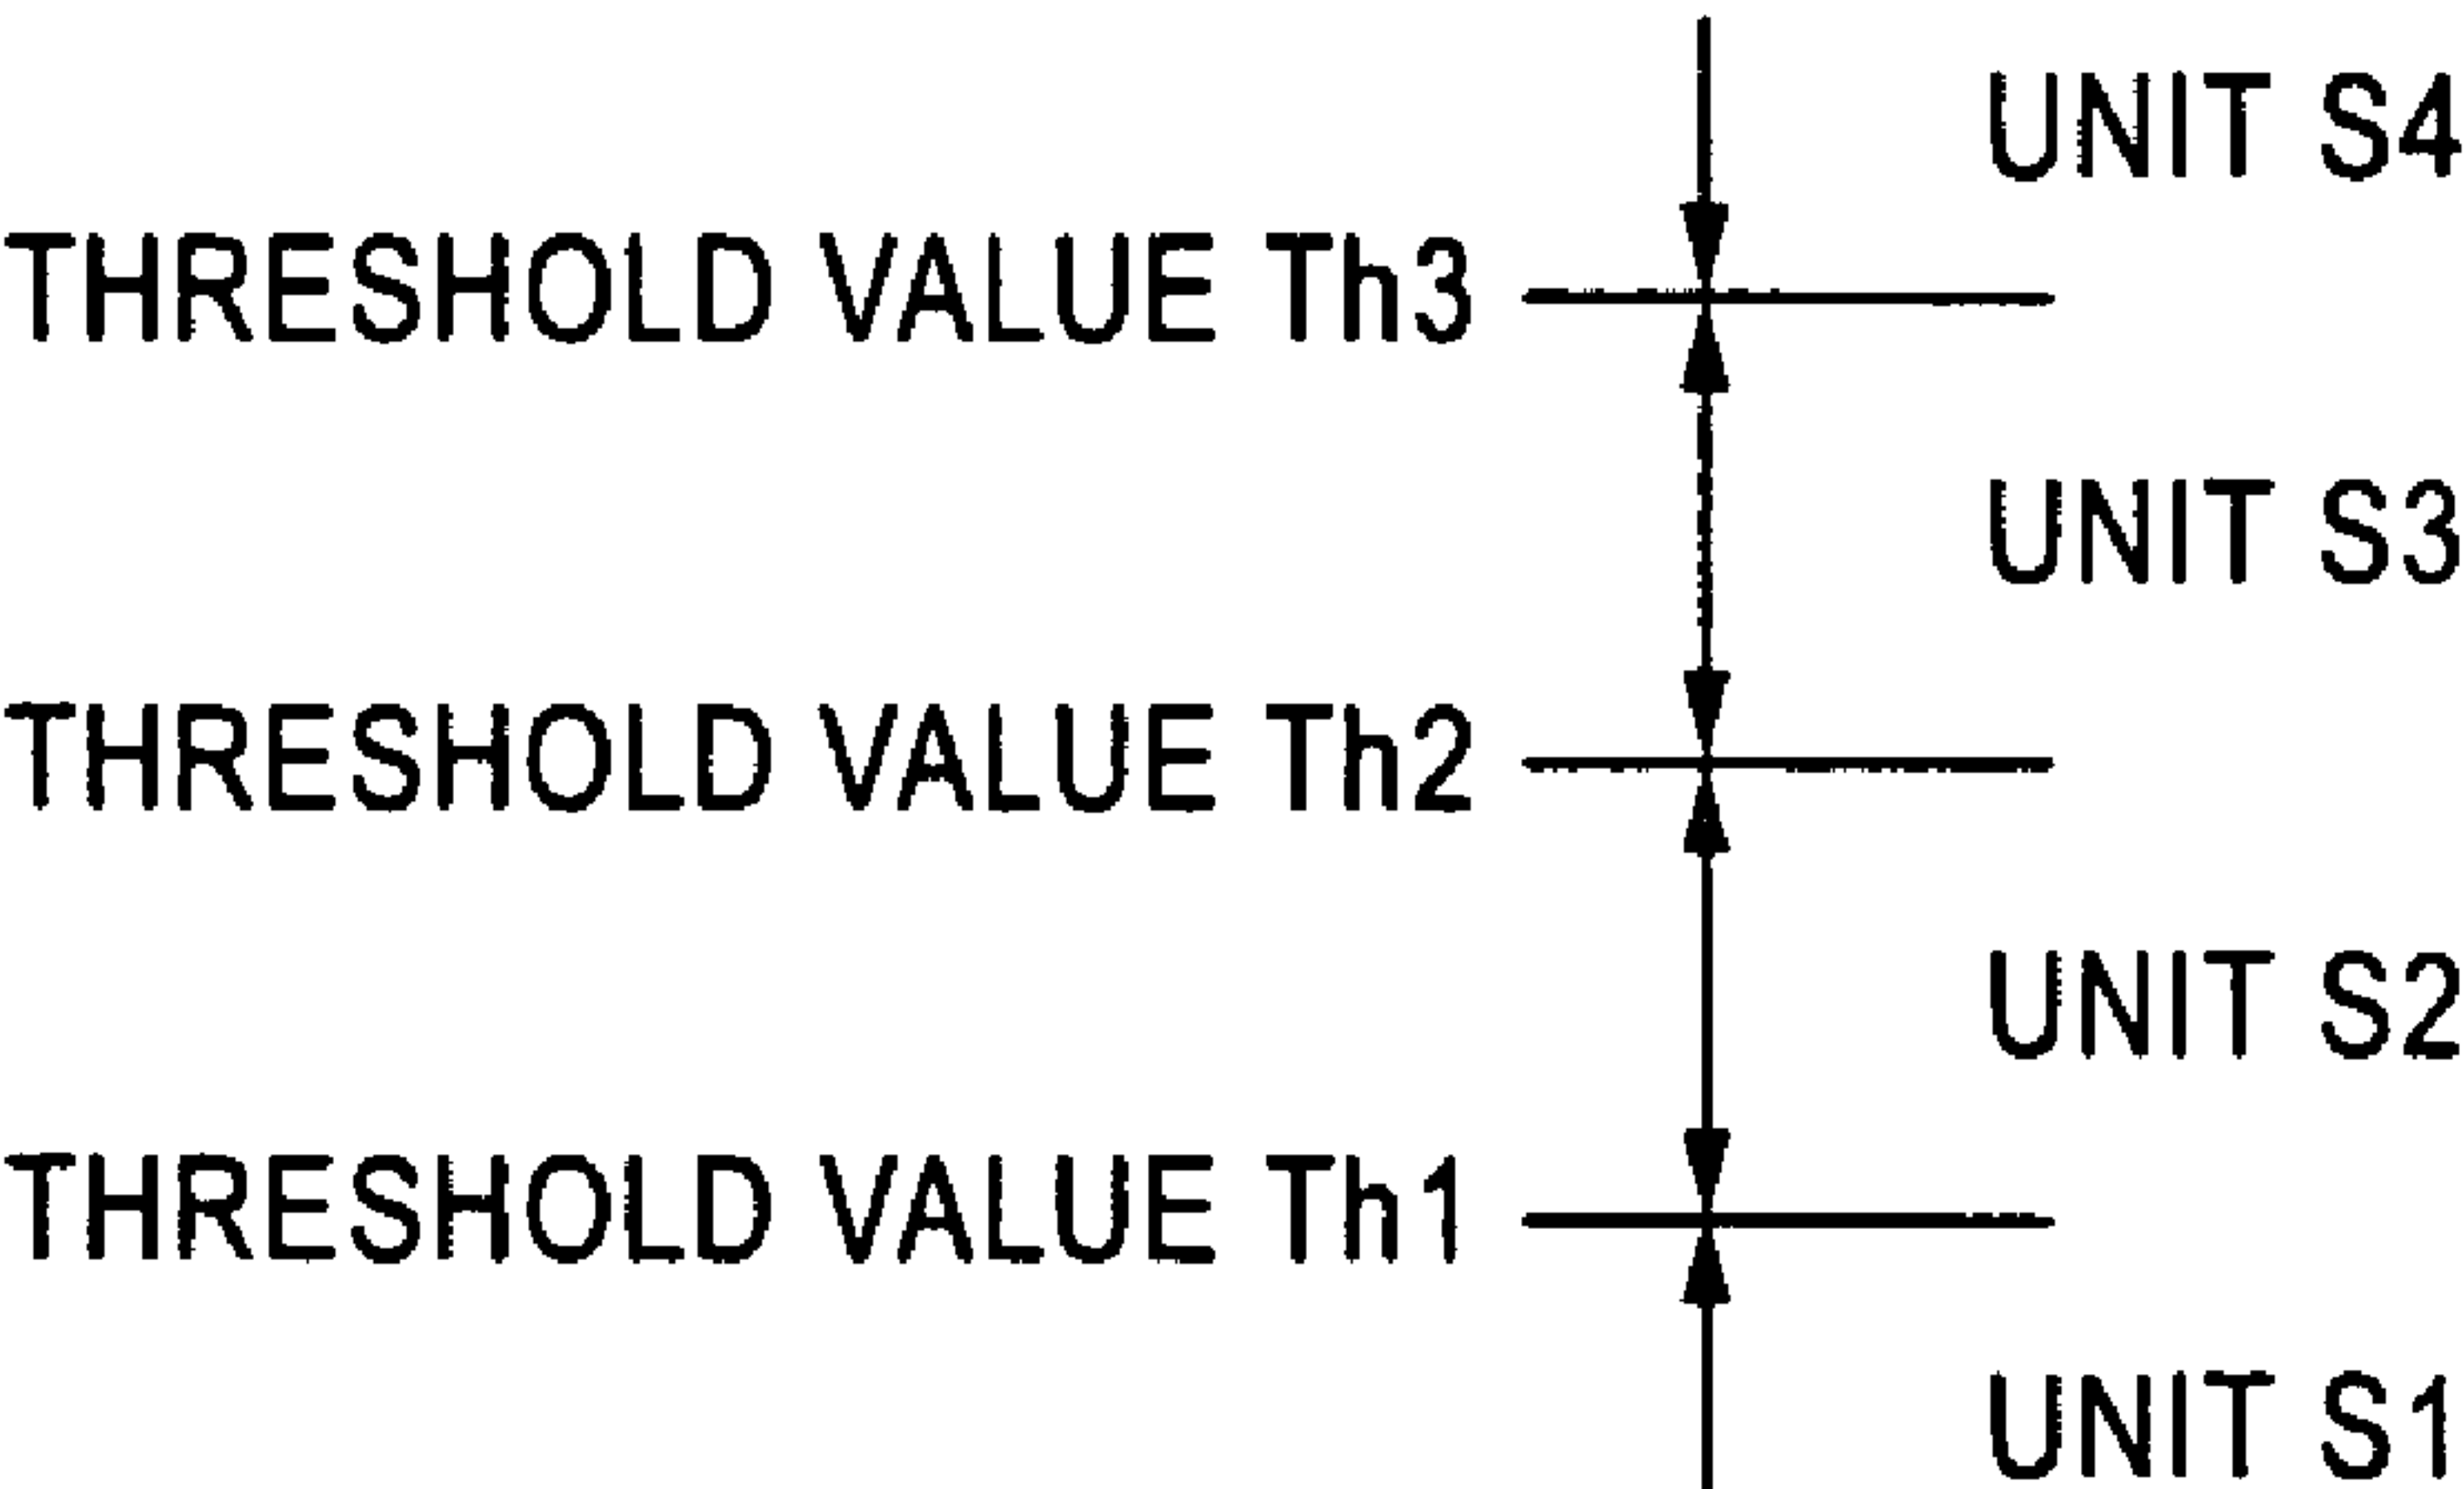 UNIT S4
THRESHOLD VALUE Th3
UNIT S3
THRESHOLD VALUE Th2
UNIT S2
THRESHOLD VALUE Th1
UNIT S1